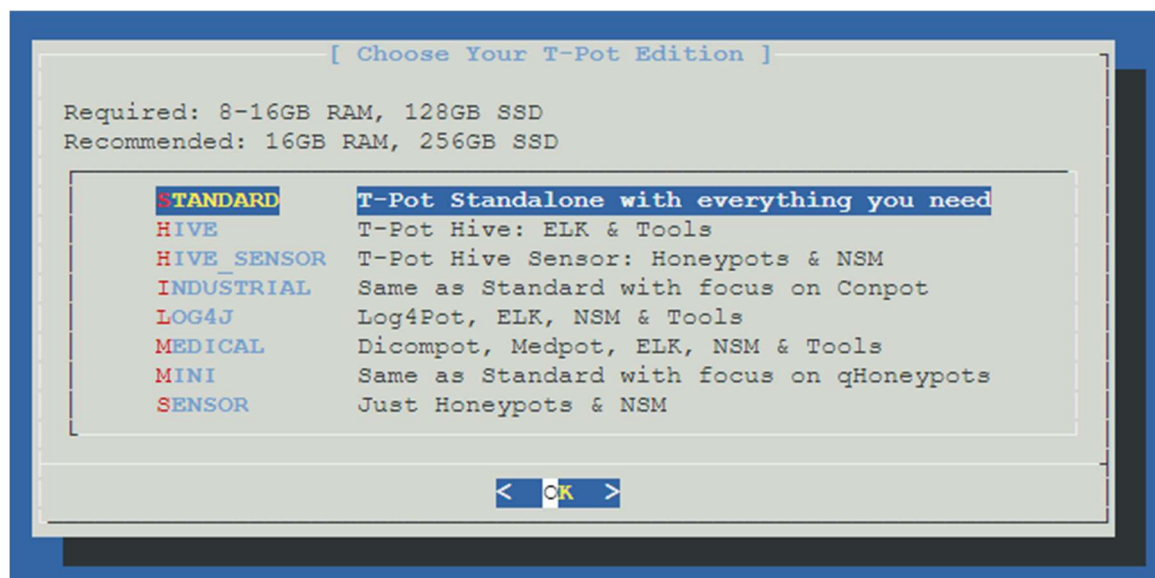 [ Choose Your T-Pot Edition ]
Required: 8-16GB RAM, 128GB SSD
Recommended: 16GB RAM, 256GB SSD
STANDARD T-Pot Standalone with everything you need
HIVE T-Pot Hive: ELK & Tools
HIVE_SENSOR T-Pot Hive Sensor: Honeypots & NSM
INDUSTRIAL Same as Standard with focus on Conpot
LOG4J Log4Pot, ELK, NSM & Tools
MEDICAL Dicompot, Medpot, ELK, NSM & Tools
MINI Same as Standard with focus on qHoneypots
SENSOR Just Honeypots & NSM
< OK >